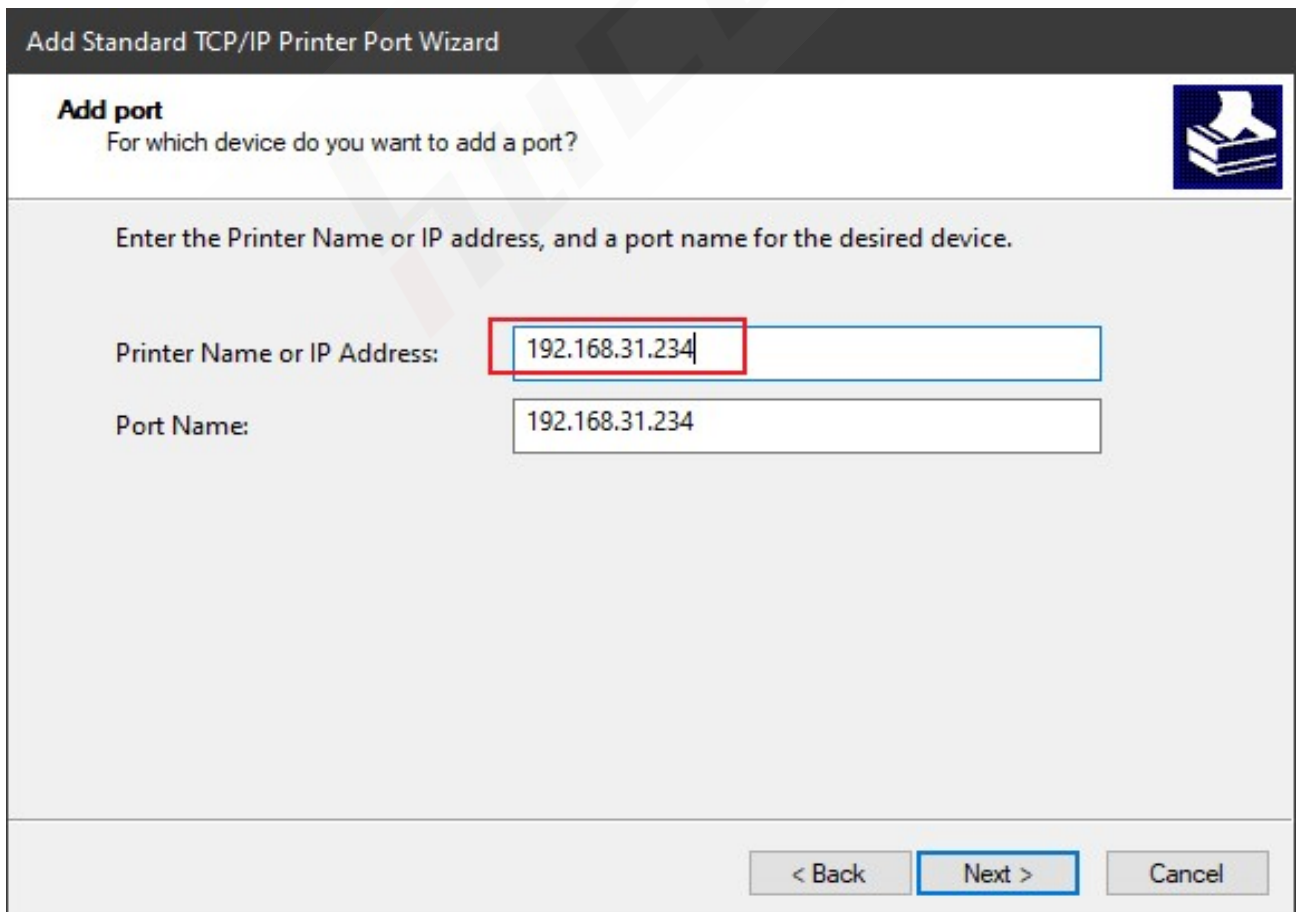 Add Standard TCP/IP Printer Port Wizard
Add port
For which device do you want to add a port?
Enter the Printer Name or IP address, and a port name for the desired device.
Printer Name or IP Address: 192.168.31.234
Port Name: 192.168.31.234
< Back Next > Cancel